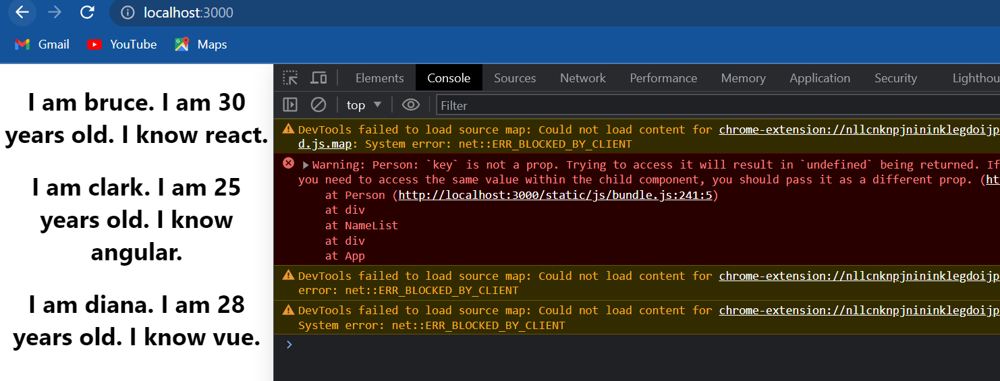 localhost:3000
Gmail YouTube Maps
I am bruce. I am 30
years old. I know react.
I am clark. I am 25
years old. I know
angular.
I am diana. I am 28
years old. I know vue.
Elements Console Sources Network Performance Memory Application Security Lighthou
top Filter
DevTools failed to load source map: Could not load content for chrome-extension://nllcnknpjnininklegdoijp
d.js.map: System error: net::ERR_BLOCKED_BY_CLIENT
Warning: Person: `key` is not a prop. Trying to access it will result in `undefined` being returned. If
you need to access the same value within the child component, you should pass it as a different prop. (ht
at Person (http://localhost:3000/static/js/bundle.js:241:5)
at div
at NameList
at div
at App
DevTools failed to load source map: Could not load content for chrome-extension://nllcnknpjnininklegdoijp
error: net::ERR_BLOCKED_BY_CLIENT
DevTools failed to load source map: Could not load content for chrome-extension://nllcnknpjnininklegdoijp
System error: net::ERR_BLOCKED_BY_CLIENT